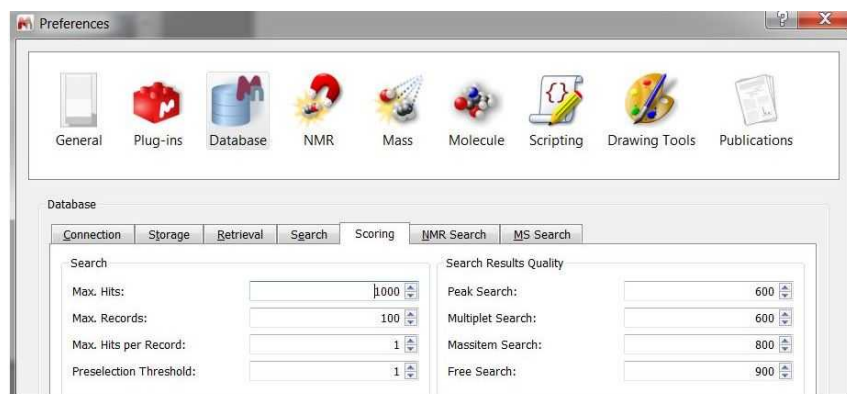 Preferences
General Plug-ins Database NMR Mass Molecule Scripting Drawing Tools Publications
Database
Connection Storage Retrieval Search Scoring NMR Search MS Search
Search
Max. Hits: 1000
Max. Records: 100
Max. Hits per Record: 1
Preselection Threshold: 1
Search Results Quality
Peak Search: 600
Multiplet Search: 600
Massitem Search: 800
Free Search: 900